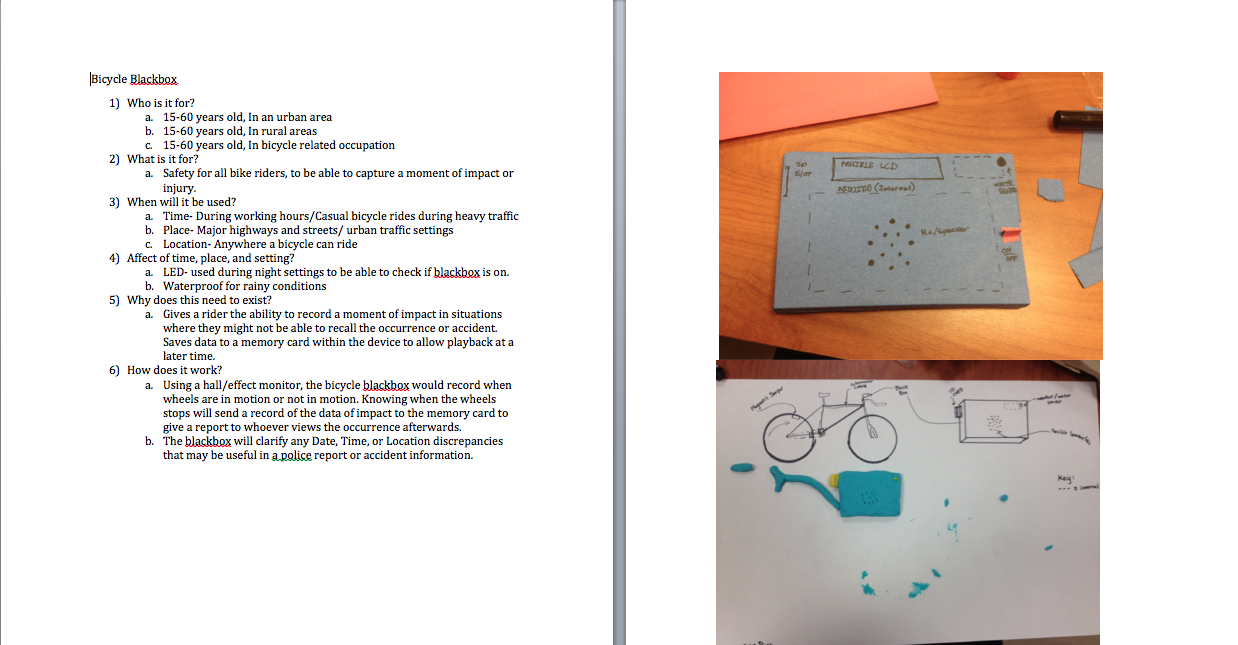 Bicycle Blackbox
1) Who is it for?
a. 15-60 years old, In an urban area
b. 15-60 years old, In rural areas
c. 15-60 years old, In bicycle related occupation
2) What is it for?
a. Safety for all bike riders, to be able to capture a moment of impact or
injury.
3) When will it be used?
a. Time- During working hours/Casual bicycle rides during heavy traffic
b. Place- Major highways and streets/ urban traffic settings
c. Location- Anywhere a bicycle can ride
4) Affect of time, place, and setting?
a. LED- used during night settings to be able to check if blackbox is on.
b. Waterproof for rainy conditions
5) Why does this need to exist?
a. Gives a rider the ability to record a moment of impact in situations
where they might not be able to recall the occurrence or accident.
Saves data to a memory card within the device to allow playback at a
later time.
6) How does it work?
a. Using a hall/effect monitor, the bicycle blackbox would record when
wheels are in motion or not in motion. Knowing when the wheels
stops will send a record of the data of impact to the memory card to
give a report to whoever views the occurrence afterwards.
b. The blackbox will clarify any Date, Time, or Location discrepancies
that may be useful in a police report or accident information.
Slot
LCD
(Internal)
Mic/Speaker
ON
OFF
Magnetic Sensor
Black
Box
Key:
--- = internal